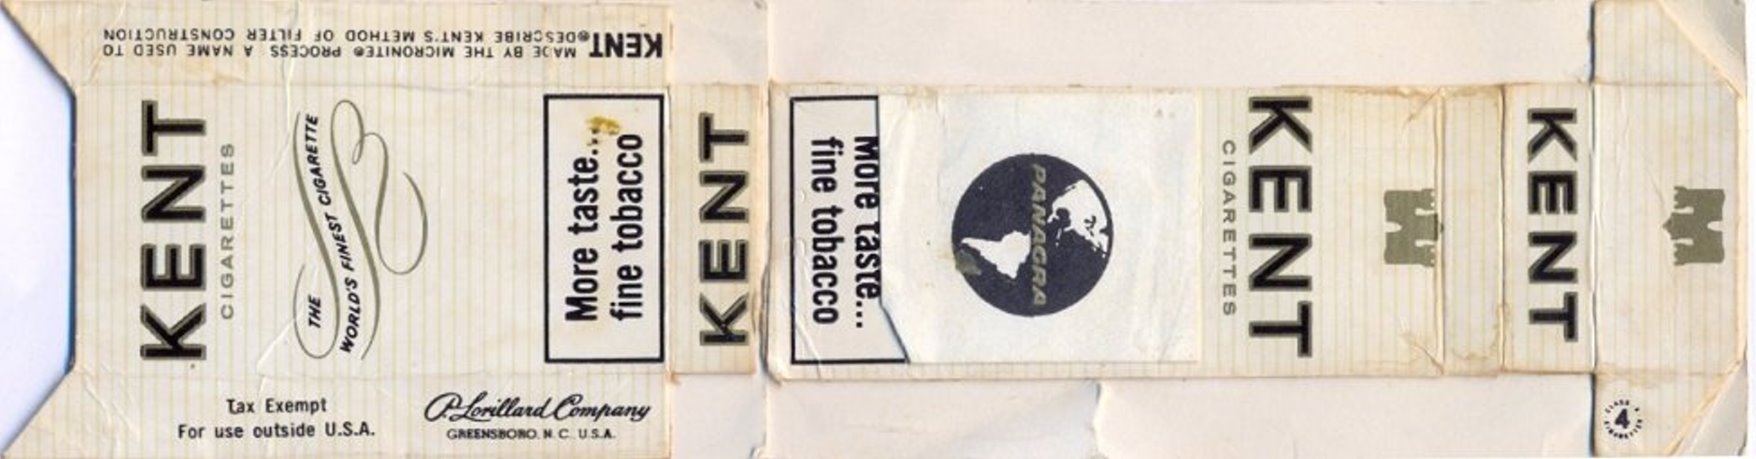 KENT MADE BY THE MICRONITE® PROCESS A NAME USED TO
®DESCRIBE KENT'S METHOD OF FILTER CONSTRUCTION
KENT
CIGARETTES
THE
WORLD'S FINEST CIGARETTE
More taste...
fine tobacco
Tax Exempt
For use outside U.S.A.
P. Lorillard Company
GREENSBORO. N. C. U.S.A.
KENT
More taste...
fine tobacco
PANAGRA
KENT
CIGARETTES
KENT
CLASS A
4
CIGARETTES